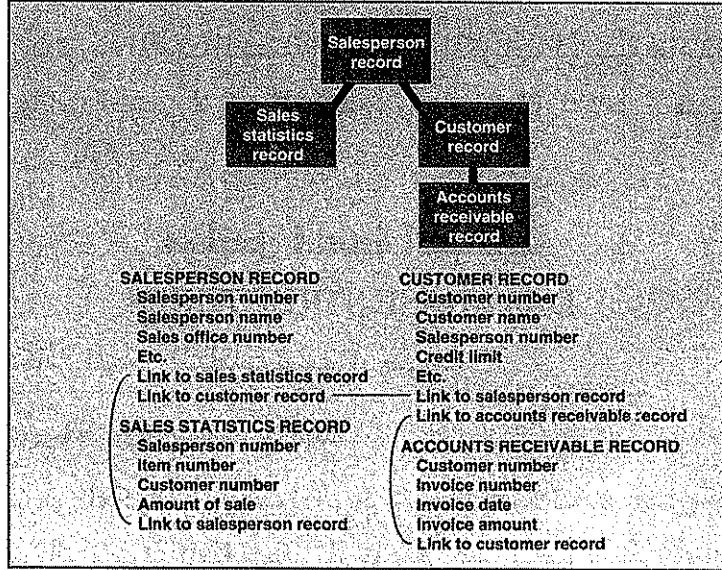 Salesperson
record
Sales
statistics
record
Customer
record
Accounts
receivable
record
SALESPERSON RECORD
Salesperson number
Salesperson name
Sales office number
Etc.
Link to sales statistics record
Link to customer record
SALES STATISTICS RECORD
Salesperson number
Item number
Customer number
Amount of sale
Link to salesperson record
CUSTOMER RECORD
Customer number
Customer name
Salesperson number
Credit limit
Etc.
Link to salesperson record
Link to accounts receivable record
ACCOUNTS RECEIVABLE RECORD
Customer number
Invoice number
Invoice date
Invoice amount
Link to customer record